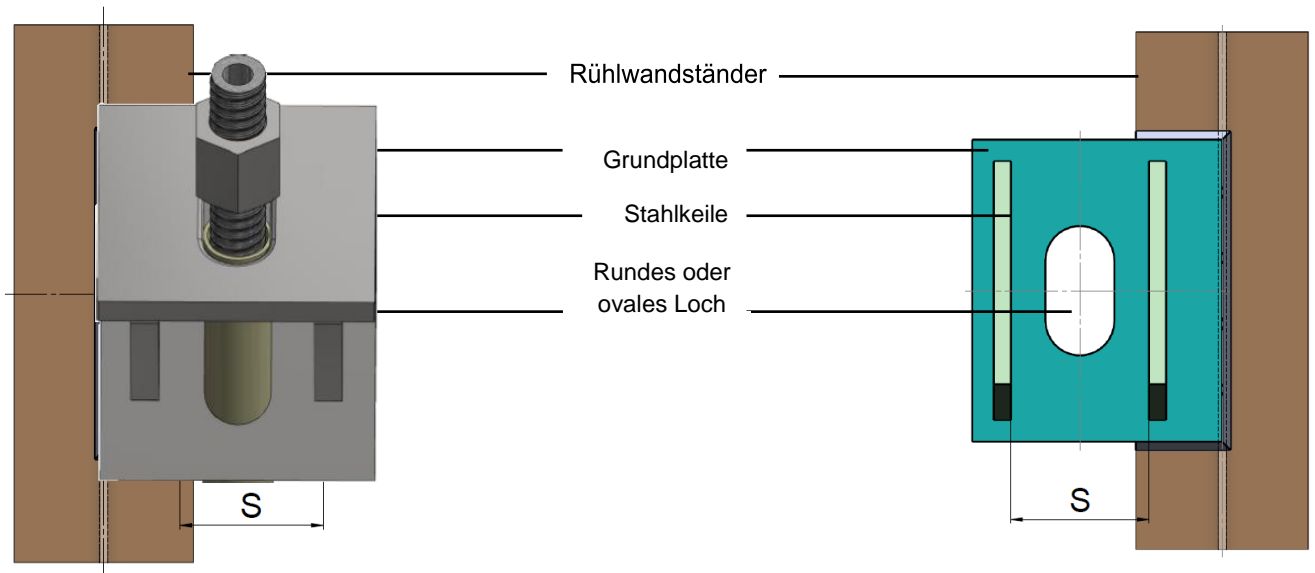 Rühlwandständer
Grundplatte
Stahlkeile
Rundes oder
ovales Loch
S
S